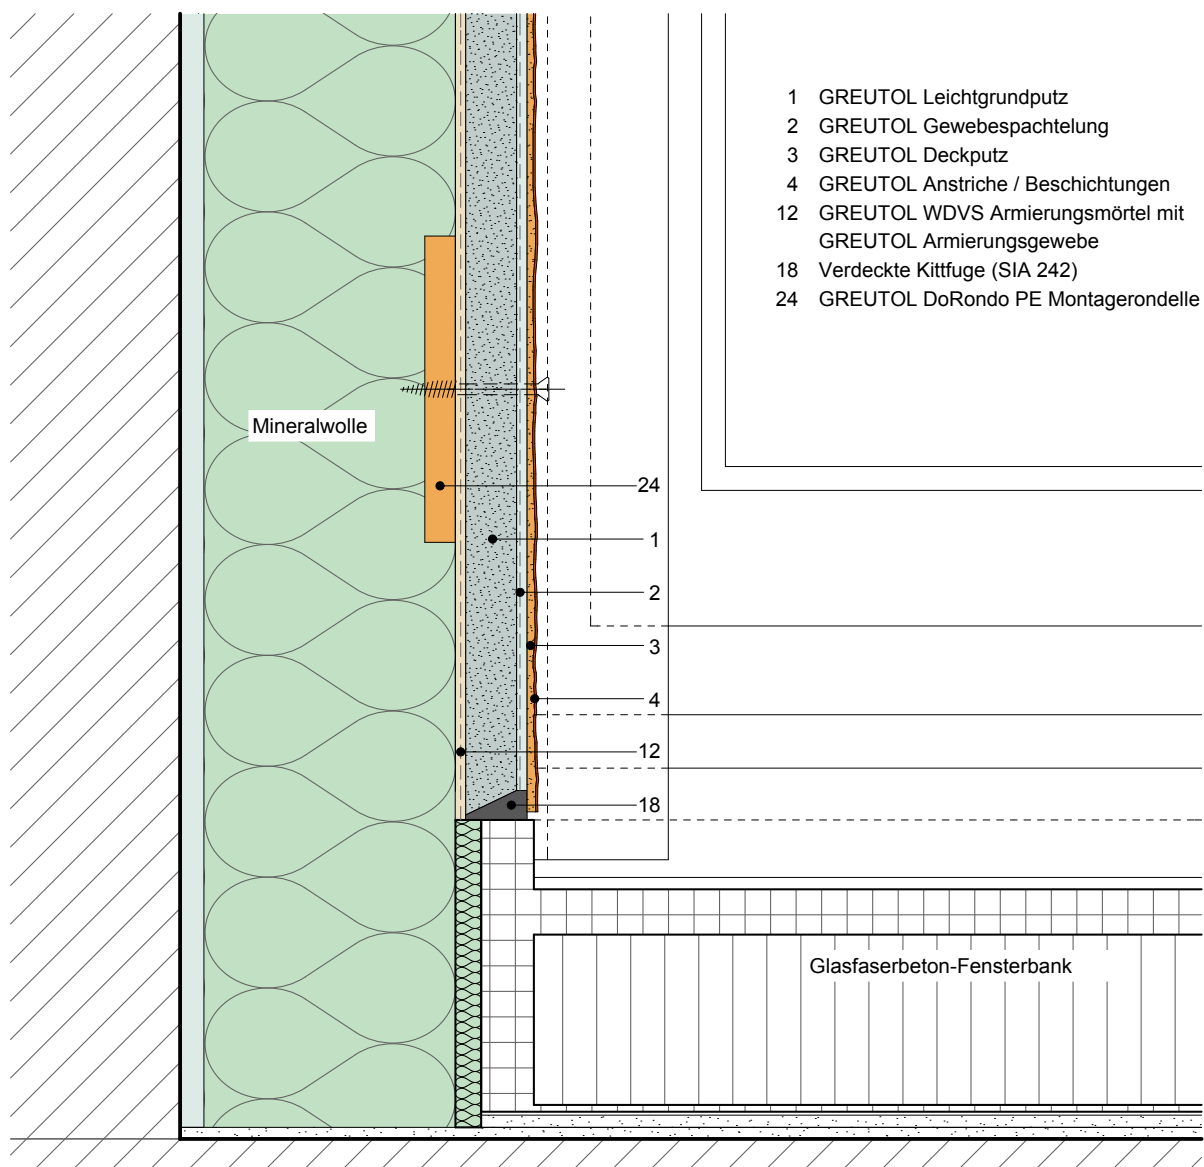 1 GREUTOL Leichtgrundputz
2 GREUTOL Gewebespachtelung
3 GREUTOL Deckputz
4 GREUTOL Anstriche / Beschichtungen
12 GREUTOL WDVS Armierungsmörtel mit
GREUTOL Armierungsgewebe
18 Verdeckte Kittfuge (SIA 242)
24 GREUTOL DoRondo PE Montagerondelle
Mineralwolle
24
1
2
3
4
12
18
Glasfaserbeton-Fensterbank